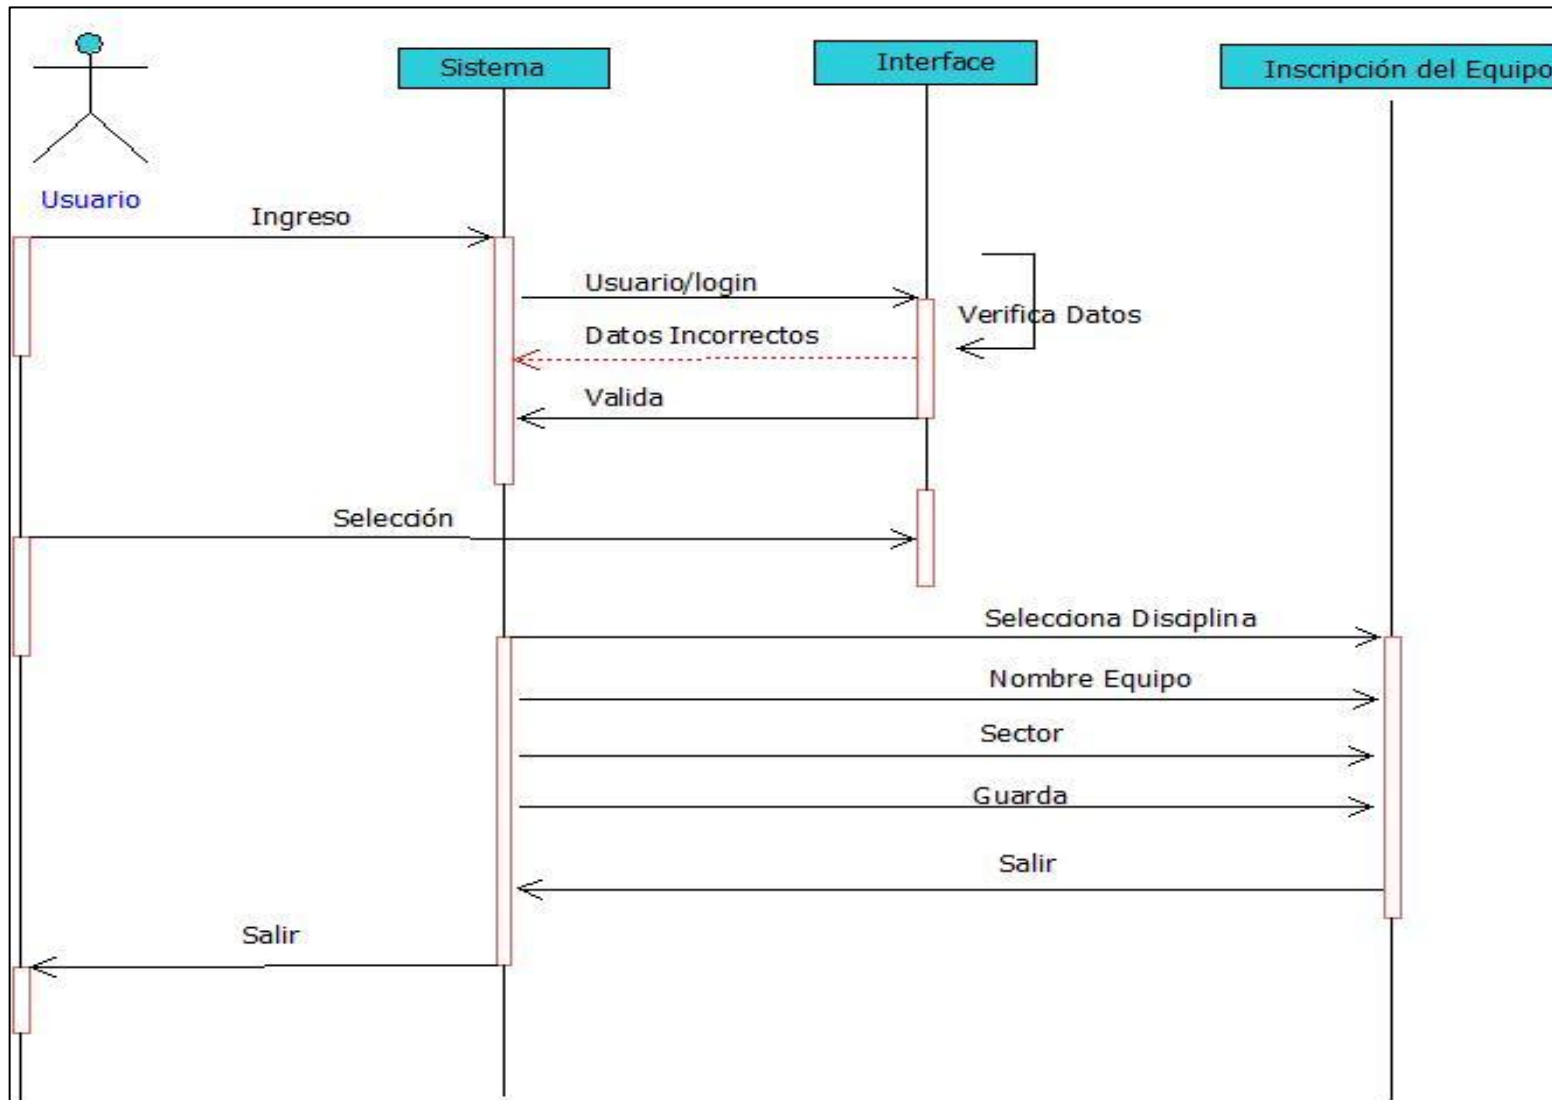 Sistema
Interface
Inscripción del Equipo
Usuario
Ingreso
Usuario/login
Verifica Datos
Datos Incorrectos
Valida
Selección
Selecciona Disciplina
Nombre Equipo
Sector
Guarda
Salir
Salir